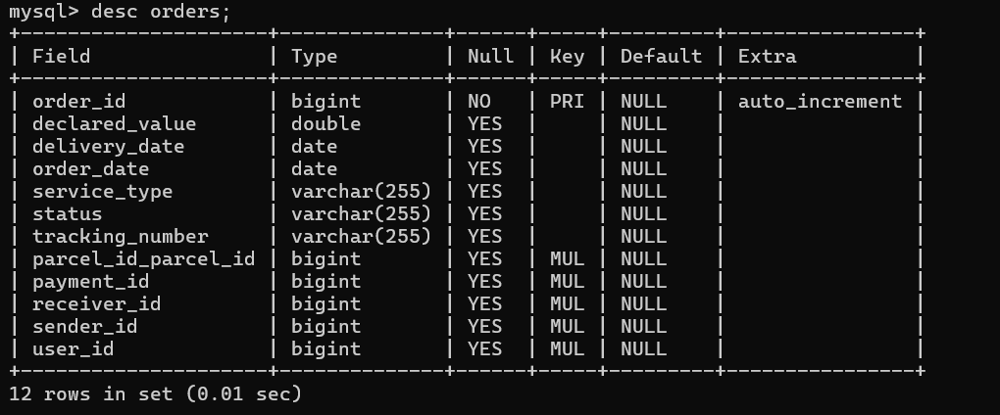 mysql> desc orders;
+---------------------+--------------+------+-----+---------+----------------+
| Field               | Type         | Null | Key | Default | Extra          |
+---------------------+--------------+------+-----+---------+----------------+
| order_id            | bigint       | NO   | PRI | NULL    | auto_increment |
| declared_value      | double       | YES  |     | NULL    |                |
| delivery_date       | date         | YES  |     | NULL    |                |
| order_date          | date         | YES  |     | NULL    |                |
| service_type        | varchar(255) | YES  |     | NULL    |                |
| status              | varchar(255) | YES  |     | NULL    |                |
| tracking_number     | varchar(255) | YES  |     | NULL    |                |
| parcel_id_parcel_id | bigint       | YES  | MUL | NULL    |                |
| payment_id          | bigint       | YES  | MUL | NULL    |                |
| receiver_id         | bigint       | YES  | MUL | NULL    |                |
| sender_id           | bigint       | YES  | MUL | NULL    |                |
| user_id             | bigint       | YES  | MUL | NULL    |                |
+---------------------+--------------+------+-----+---------+----------------+
12 rows in set (0.01 sec)